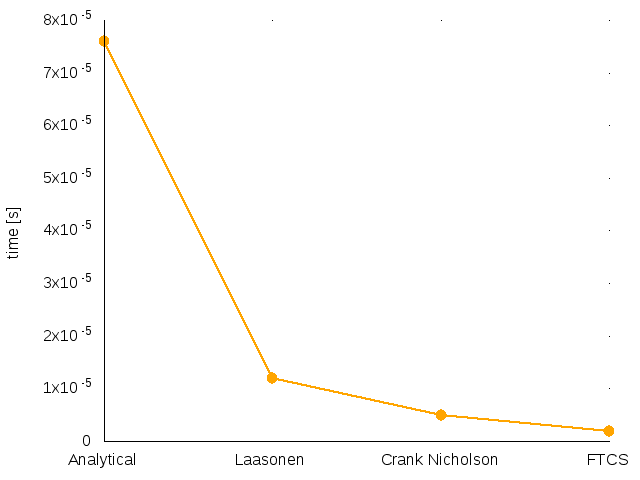 8x10 -5
7x10 -5
6x10 -5
5x10 -5
4x10 -5
3x10 -5
2x10 -5
1x10 -5
0
time [s]
Analytical Laasonen Crank Nicholson FTCS